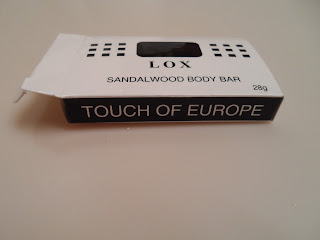 LOX
SANDALWOOD BODY BAR
28g
TOUCH OF EUROPE